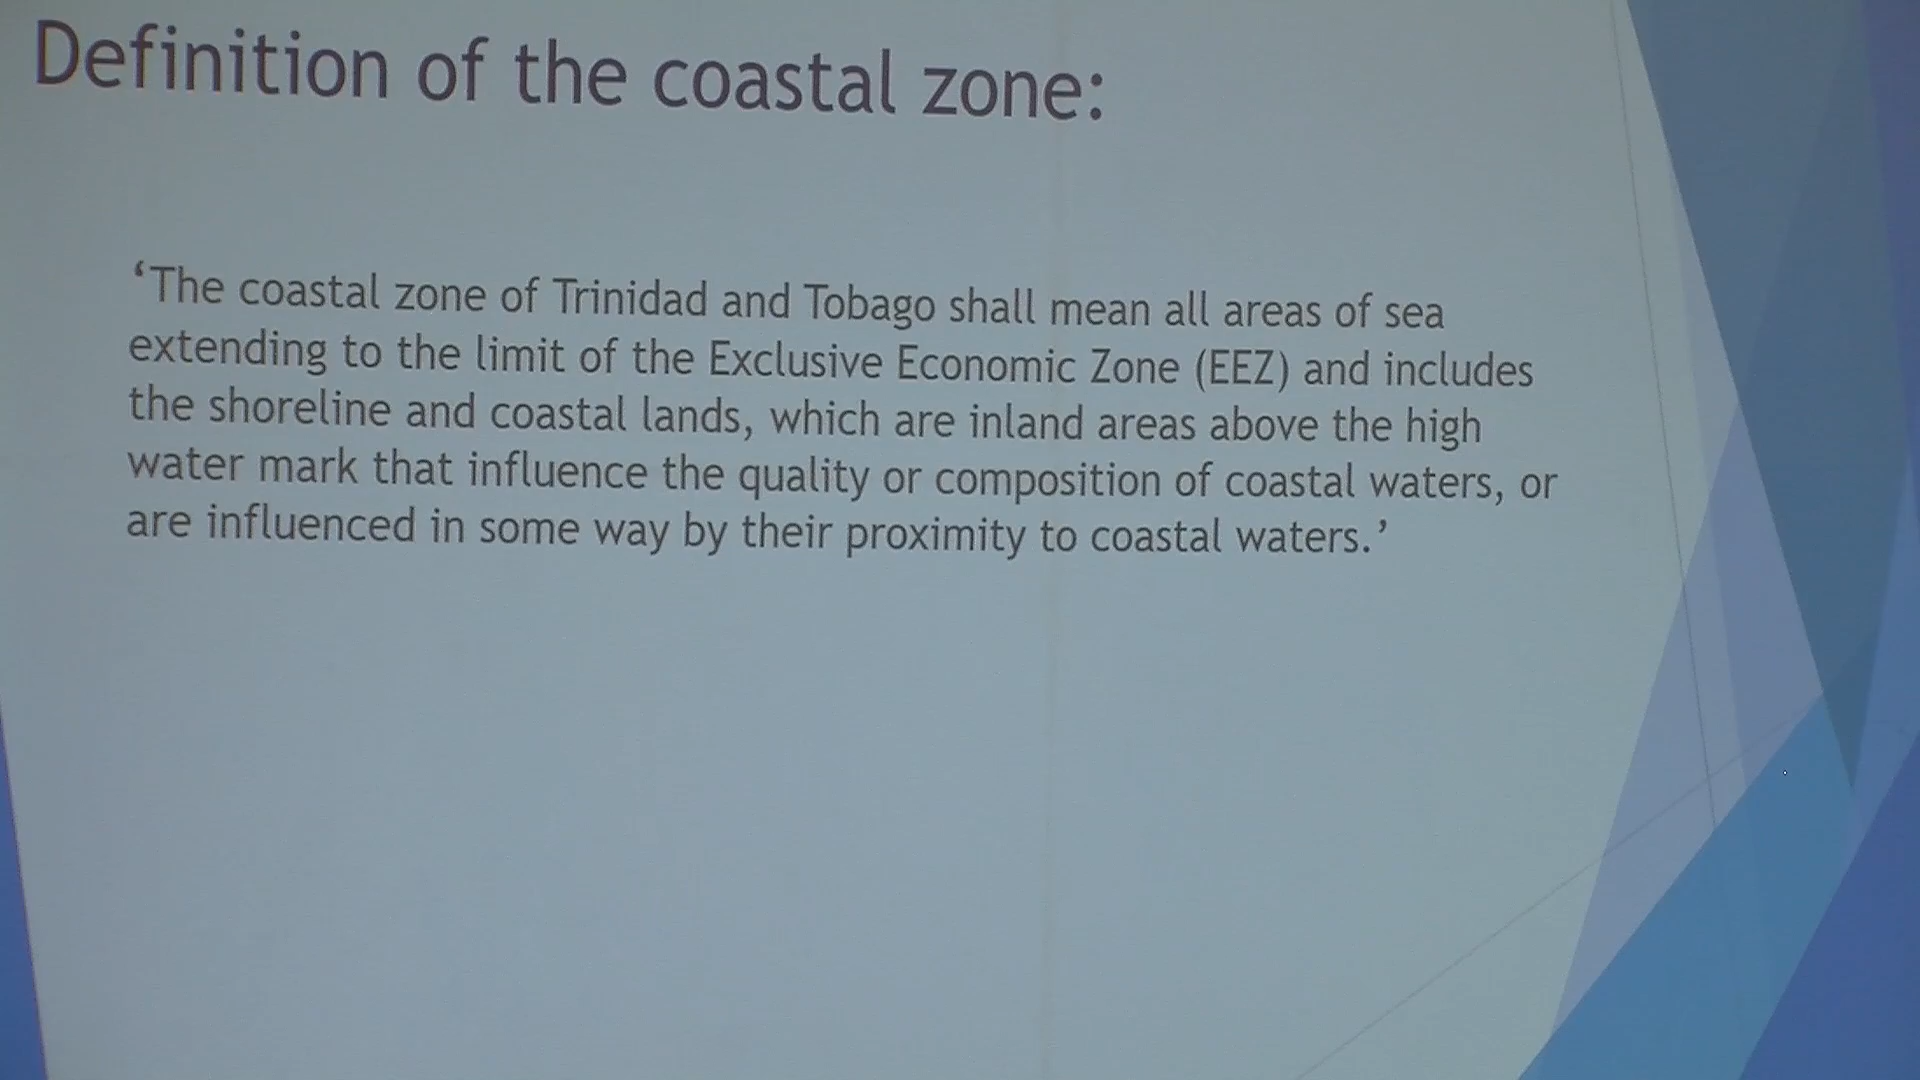 Definition of the coastal zone:
‘The coastal zone of Trinidad and Tobago shall mean all areas of sea
extending to the limit of the Exclusive Economic Zone (EEZ) and includes
the shoreline and coastal lands, which are inland areas above the high
water mark that influence the quality or composition of coastal waters, or
are influenced in some way by their proximity to coastal waters.’